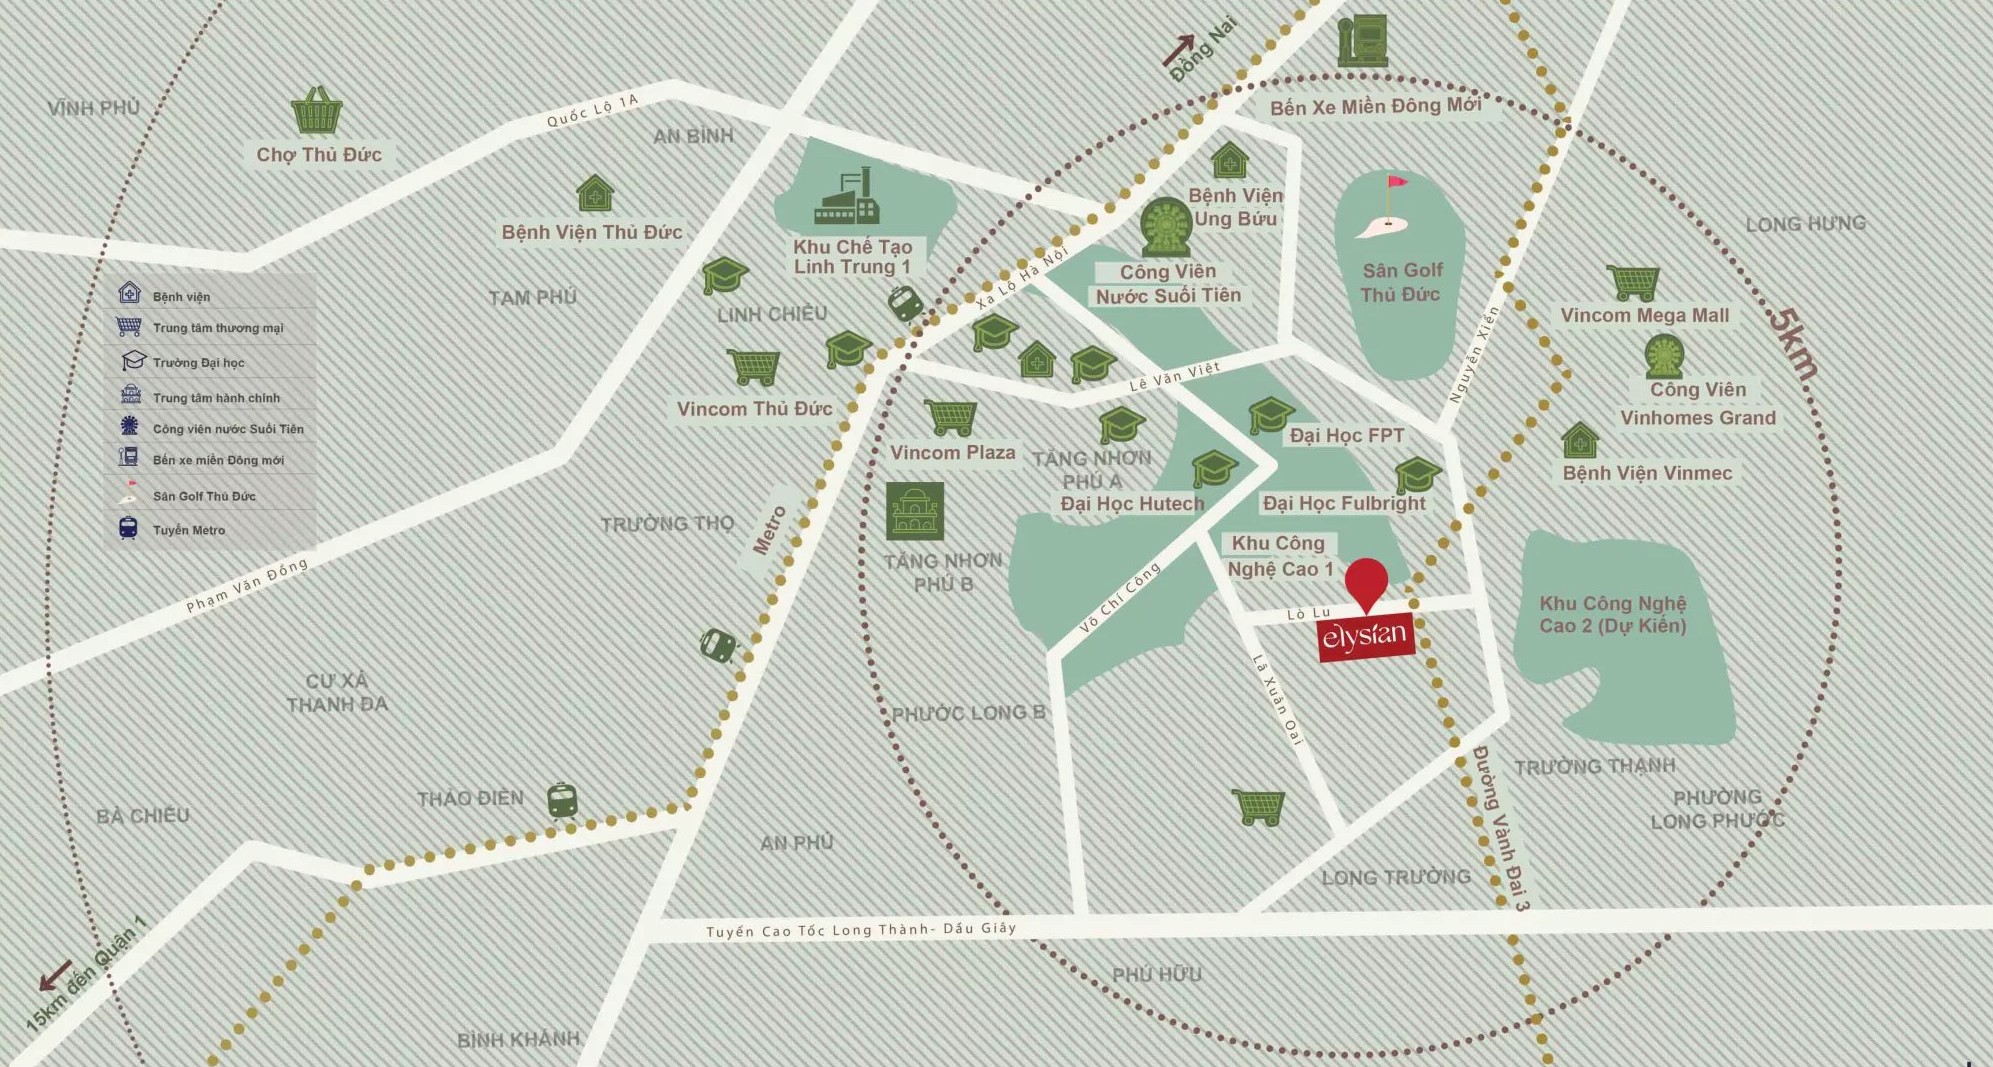 Đồng Nai
VĨNH PHÚ
Quốc Lộ 1A
Bến Xe Miền Đông Mới
AN BÌNH
Chợ Thủ Đức
Bệnh Viện
Ung Bứu
Bệnh Viện Thủ Đức
LONG HƯNG
Khu Chế Tạo
Linh Trung 1
Xa Lộ Hà Nội
Công Viên
Nước Suối Tiên
Sân Golf
Thủ Đức
TAM PHÚ
LINH CHIỂU
Vincom Mega Mall
5km
Bệnh viện
Trung tâm thương mại
Trường Đại học
Trung tâm hành chính
Công viên nước Suối Tiên
Bến xe miền Đông mới
Sân Golf Thủ Đức
Tuyến Metro
Nguyễn Xiển
Lê Văn Việt
Công Viên
Vinhomes Grand
Vincom Thủ Đức
Đại Học FPT
Vincom Plaza
TĂNG NHƠN
PHÚ A
Bệnh Viện Vinmec
Đại Học Hutech
Đại Học Fulbright
TRƯỜNG THỌ
Metro
Khu Công
Nghệ Cao 1
TĂNG NHƠN
PHÚ B
Phạm Văn Đồng
Võ Chí Công
Lò Lu
elysian
Khu Công Nghệ
Cao 2 (Dự Kiến)
CƯ XÁ
THANH ĐA
Lã Xuân Oai
PHƯỚC LONG B
TRƯỜNG THẠNH
Đường Vành Đai 3
PHƯỜNG
LONG PHƯỚC
THẢO ĐIỀN
BÀ CHIỂU
AN PHÚ
LONG TRƯỜNG
Tuyến Cao Tốc Long Thành- Dầu Giây
15km đến Quận 1
PHÚ HỮU
BÌNH KHÁNH